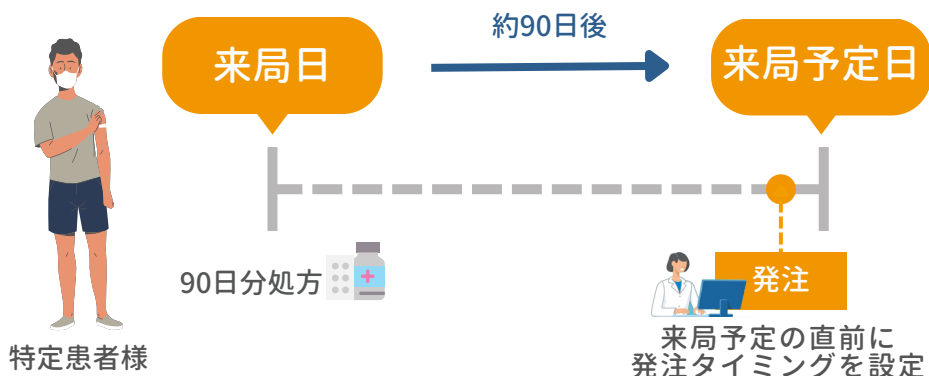 約90日後
来局日
来局予定日
90日分処方
発注
特定患者様
来局予定の直前に
発注タイミングを設定